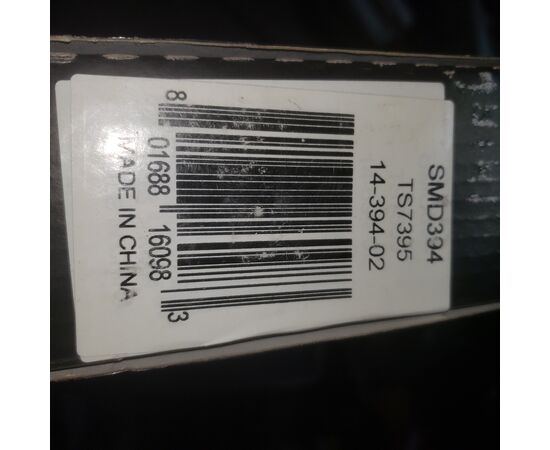 SMD394
TS7395
14-394-02
8 01688 16098 3
MADE IN CHINA